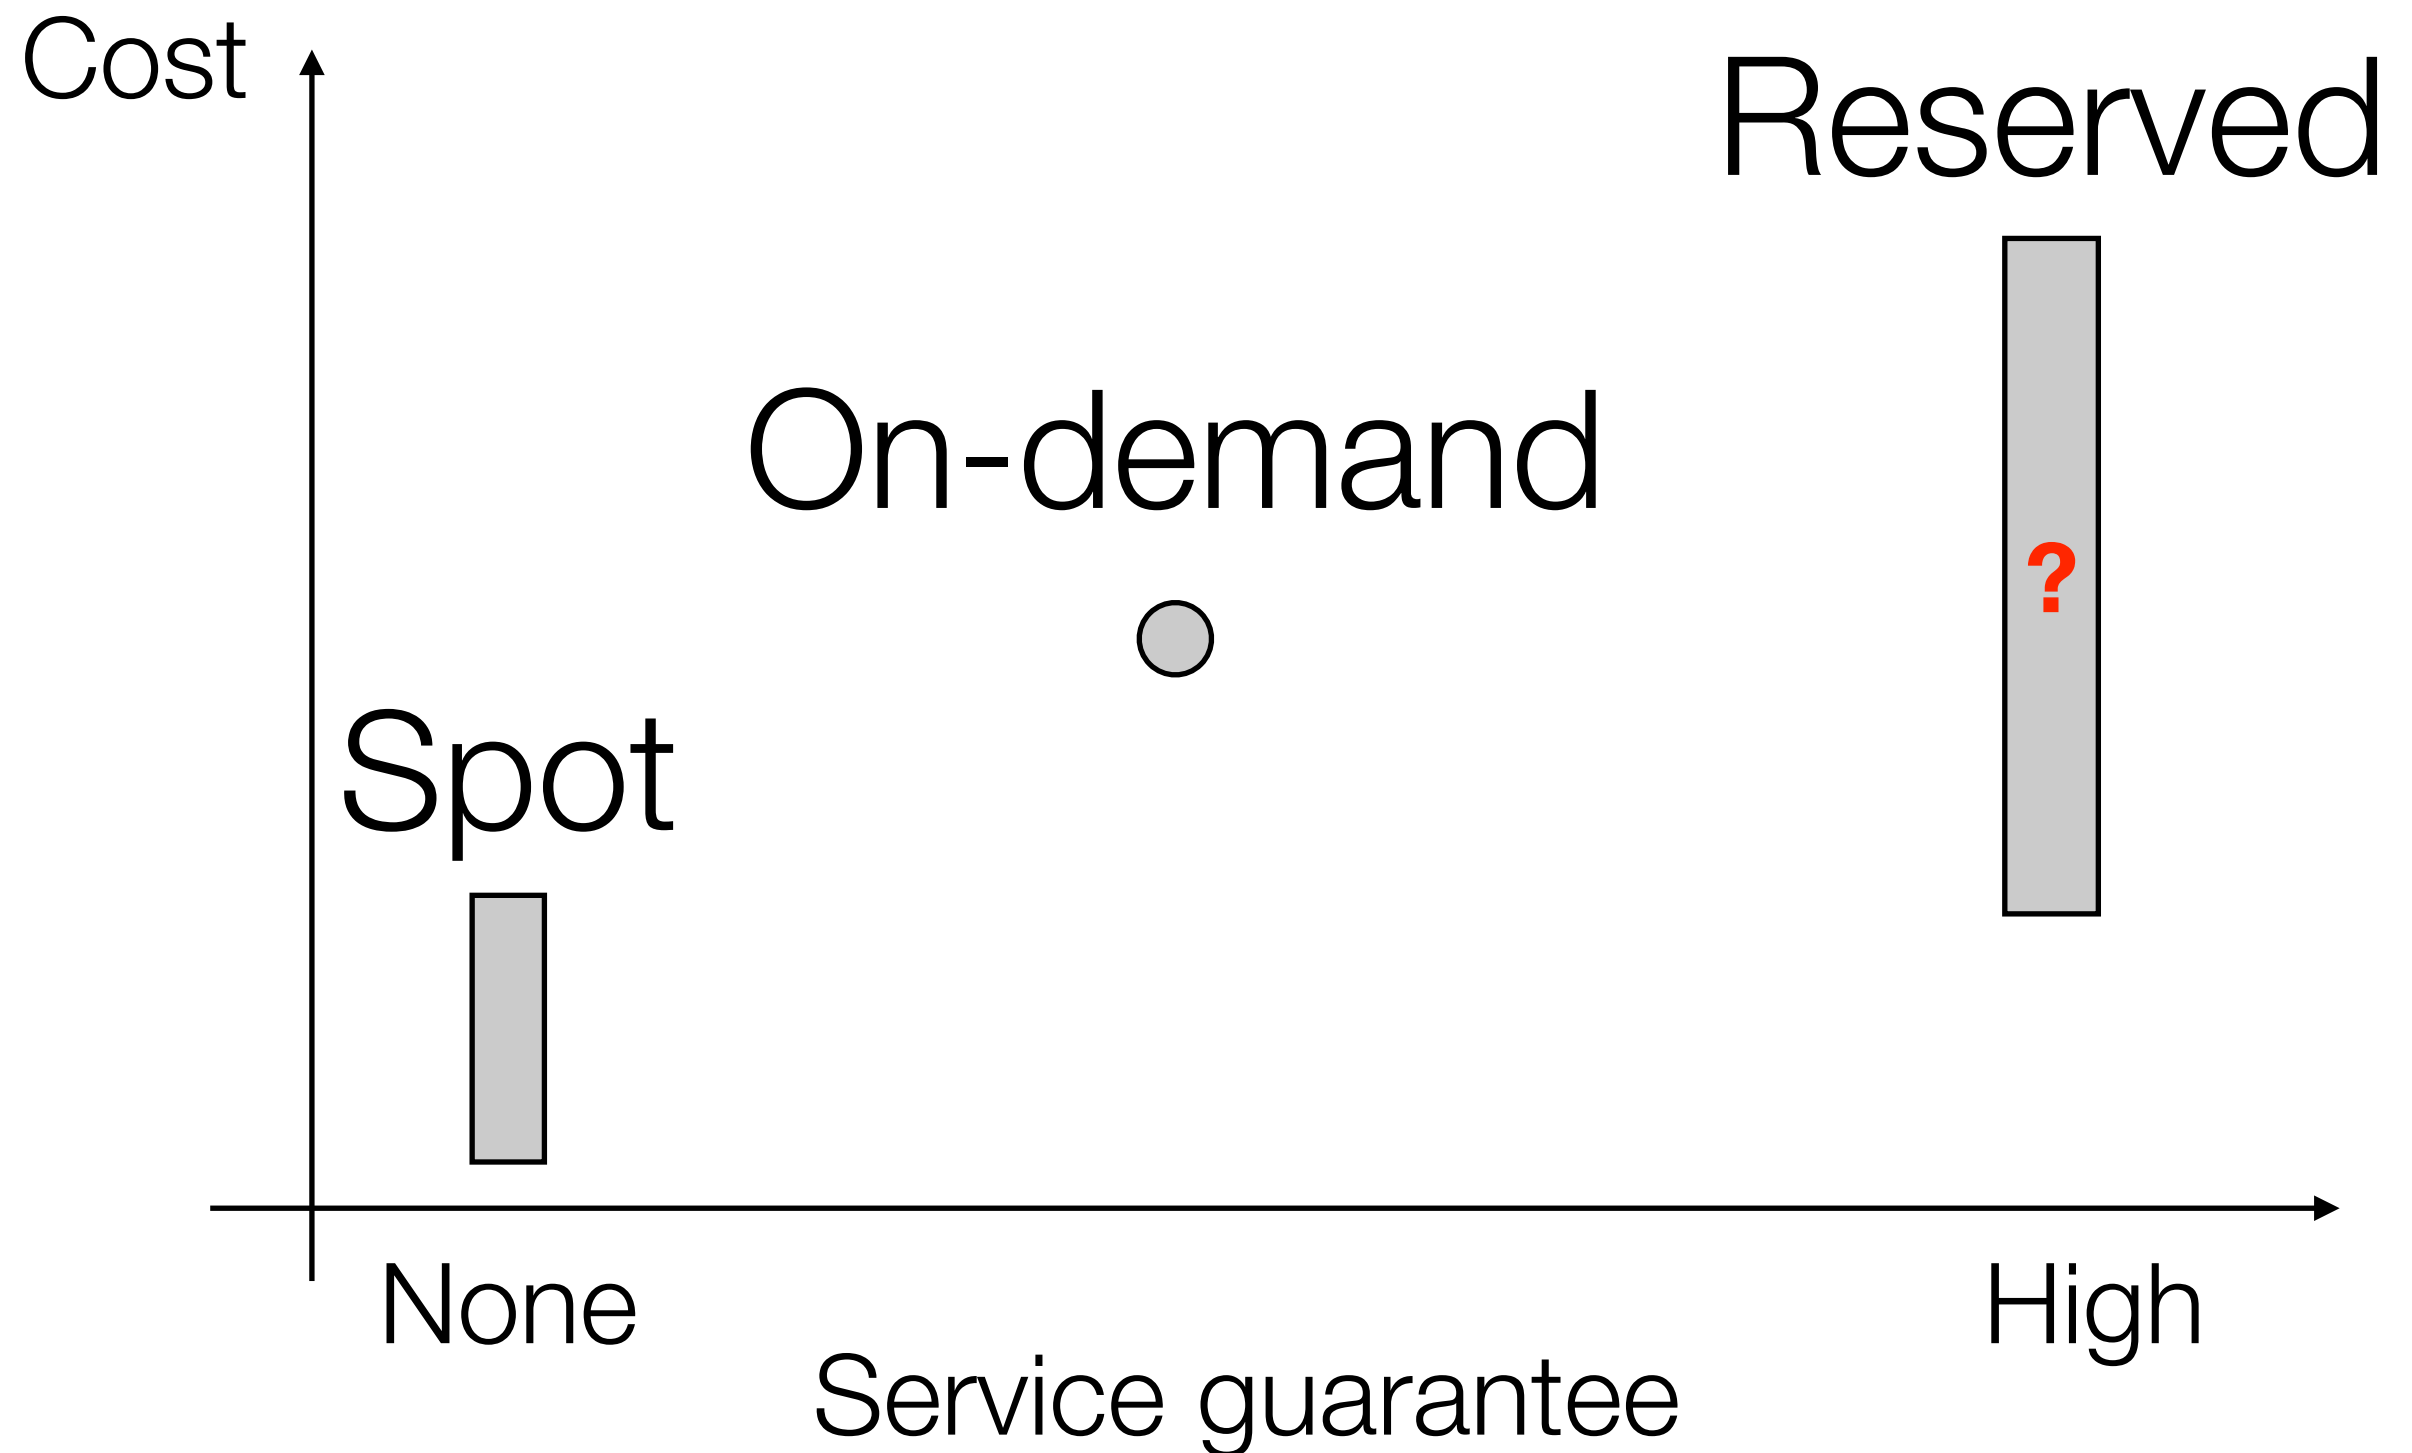 Cost
Reserved
On-demand
?
Spot
None
High
Service guarantee